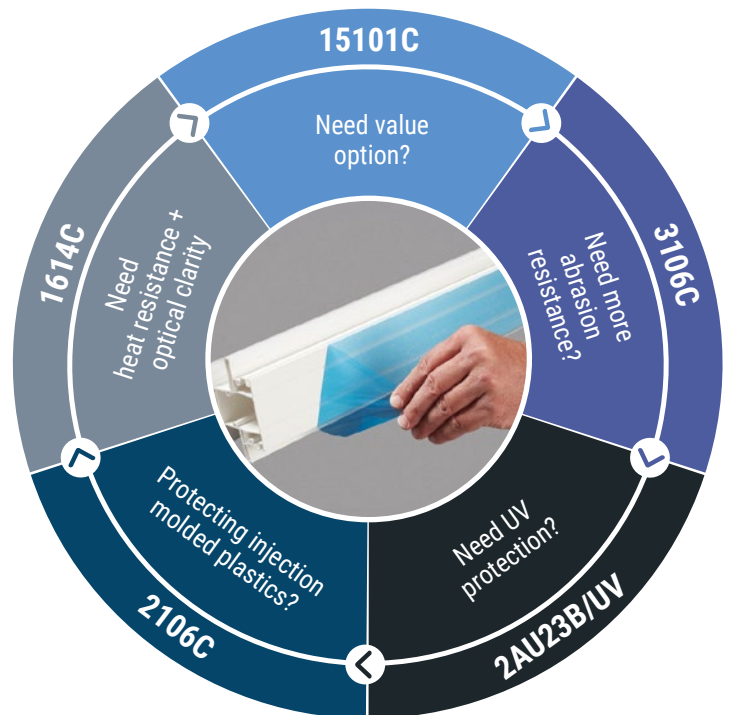 15101C
Need value
option?
3106C
Need more
abrasion
resistance?
2AU23B/UV
Need UV
protection?
2106C
Protecting injection
molded plastics?
1614C
Need
heat resistance +
optical clarity